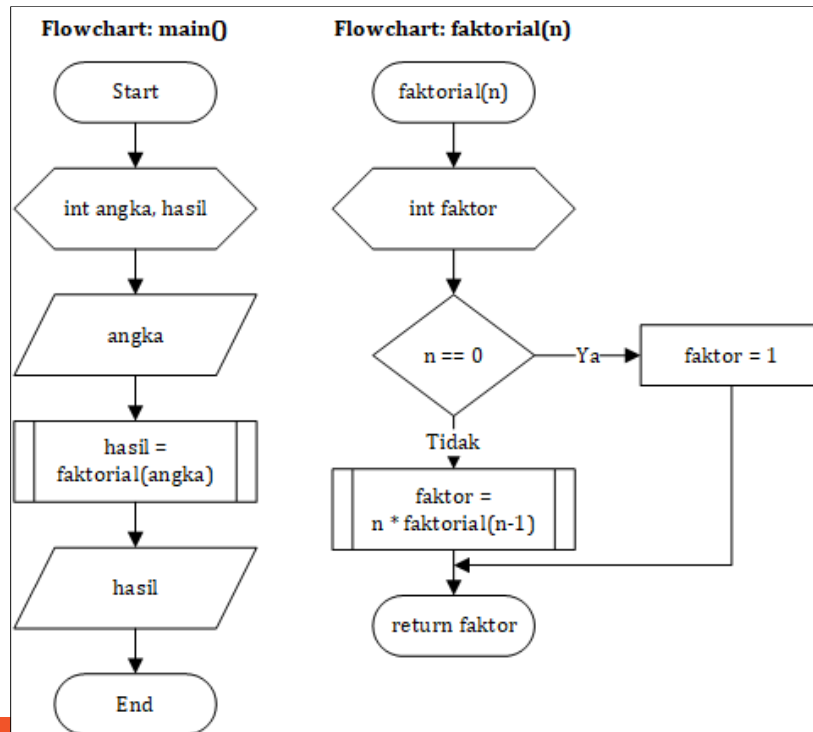 Flowchart: main()
Start
int angka, hasil
angka
hasil =
faktorial(angka)
hasil
End
Flowchart: faktorial(n)
faktorial(n)
int faktor
n == 0
Ya
faktor = 1
Tidak
faktor =
n * faktorial(n-1)
return faktor